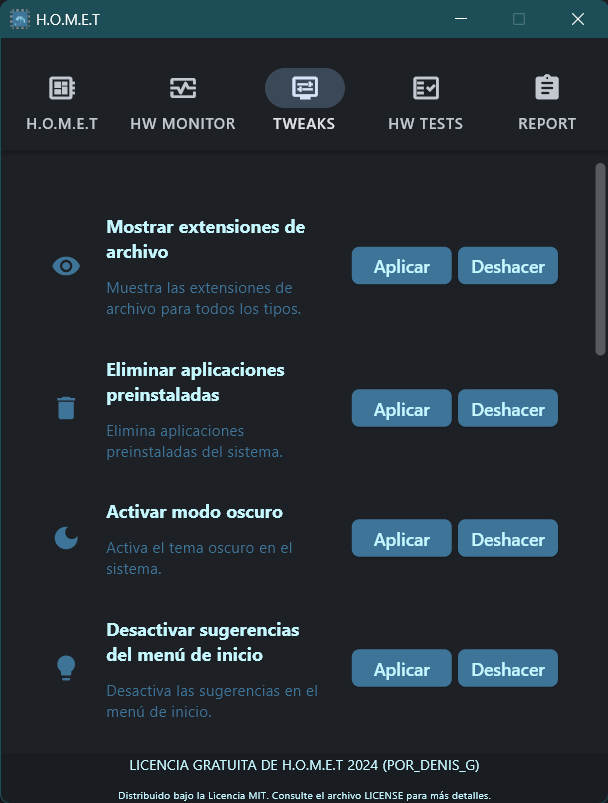 H.O.M.E.T
H.O.M.E.T
HW MONITOR
TWEAKS
HW TESTS
REPORT
Mostrar extensiones de
archivo
Muestra las extensiones de
archivo para todos los tipos.
Aplicar
Deshacer
Eliminar aplicaciones
preinstaladas
Elimina aplicaciones
preinstaladas del sistema.
Aplicar
Deshacer
Activar modo oscuro
Activa el tema oscuro en el
sistema.
Aplicar
Deshacer
Desactivar sugerencias
del menú de inicio
Desactiva las sugerencias en el
menú de inicio.
Aplicar
Deshacer
LICENCIA GRATUITA DE H.O.M.E.T 2024 (POR_DENIS_G)
Distribuido bajo la Licencia MIT. Consulte el archivo LICENSE para más detalles.